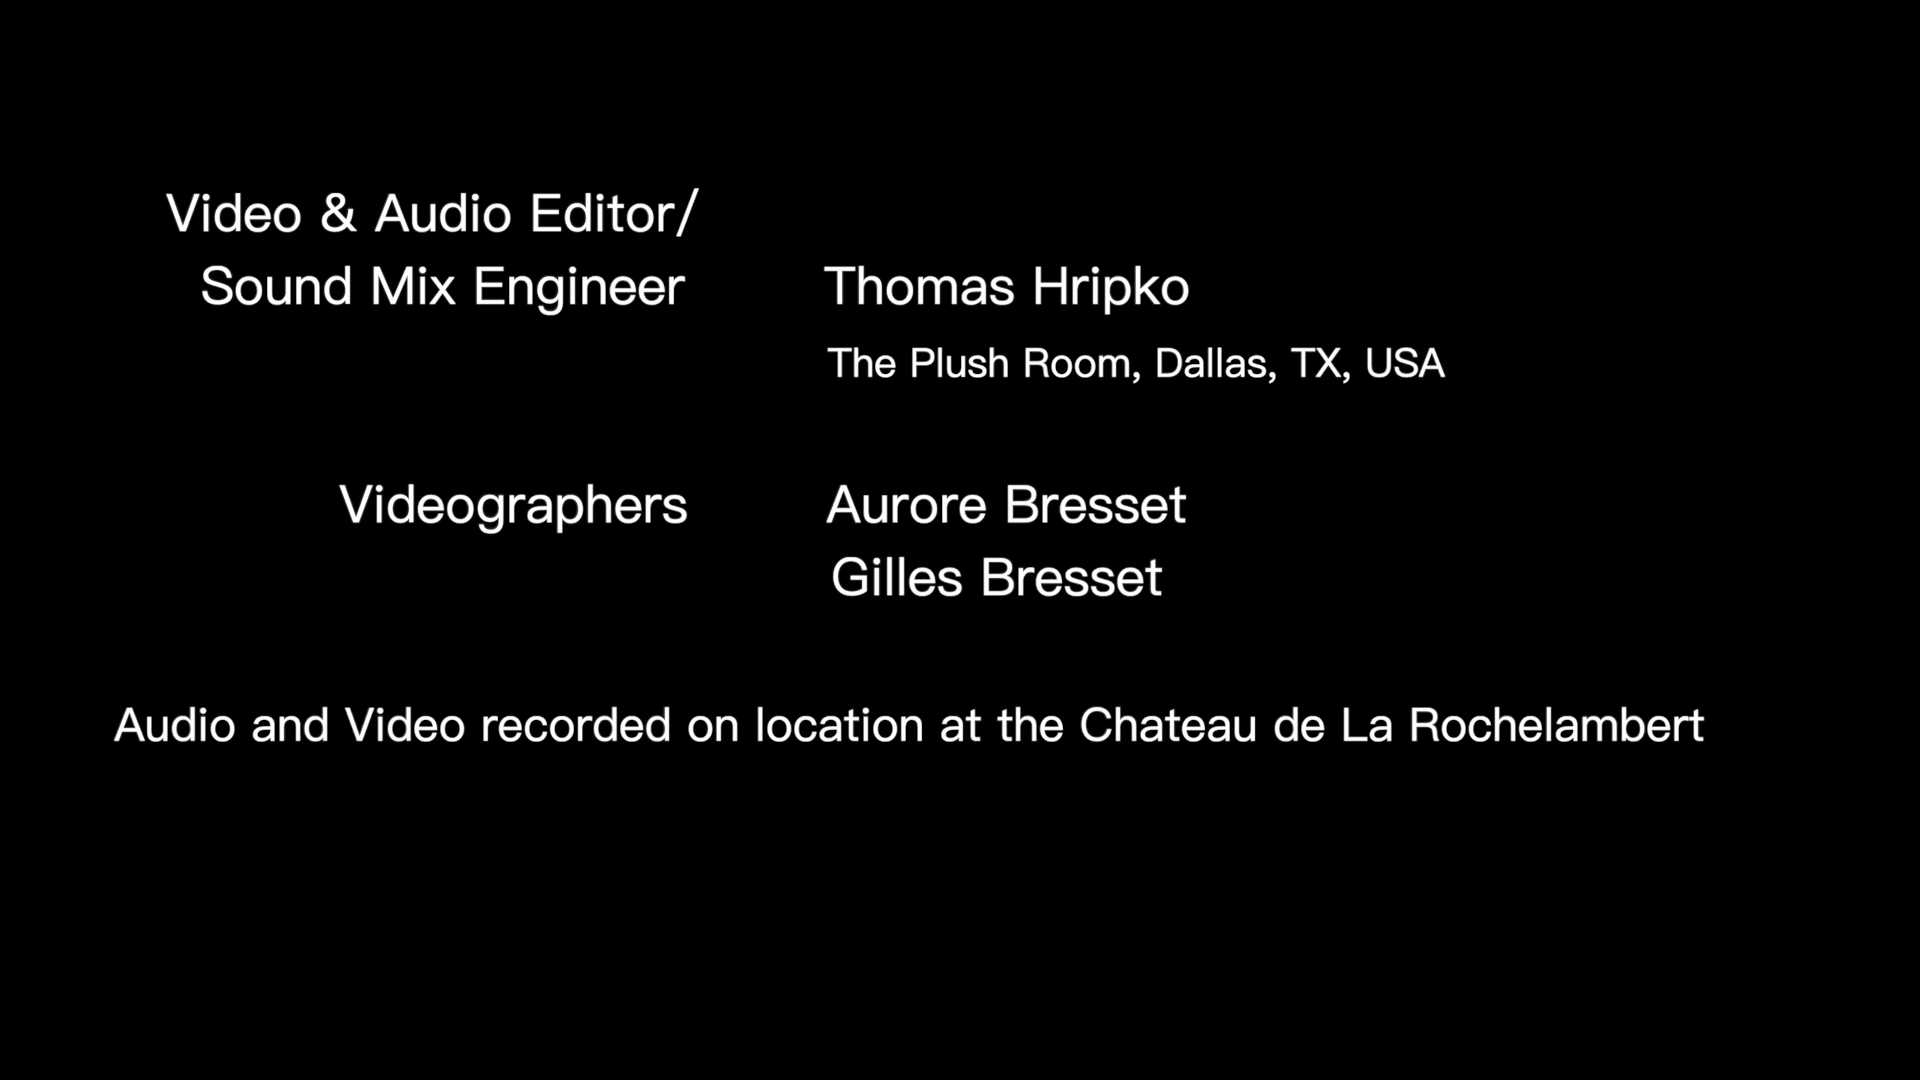 Video & Audio Editor/
Sound Mix Engineer Thomas Hripko
The Plush Room, Dallas, TX, USA
Videographers Aurore Bresset
Gilles Bresset
Audio and Video recorded on location at the Chateau de La Rochelambert